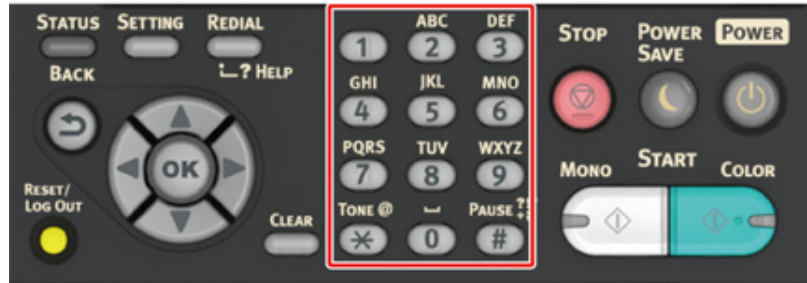 STATUS SETTING REDIAL
?HELP
BACK
OK
RESET/
LOG OUT
CLEAR
ABC DEF
1 2 3
GHI JKL MNO
4 5 6
PQRS TUV WXYZ
7 8 9
TONE @ ␣ PAUSE
* 0 #
STOP POWER SAVE POWER
MONO START COLOR